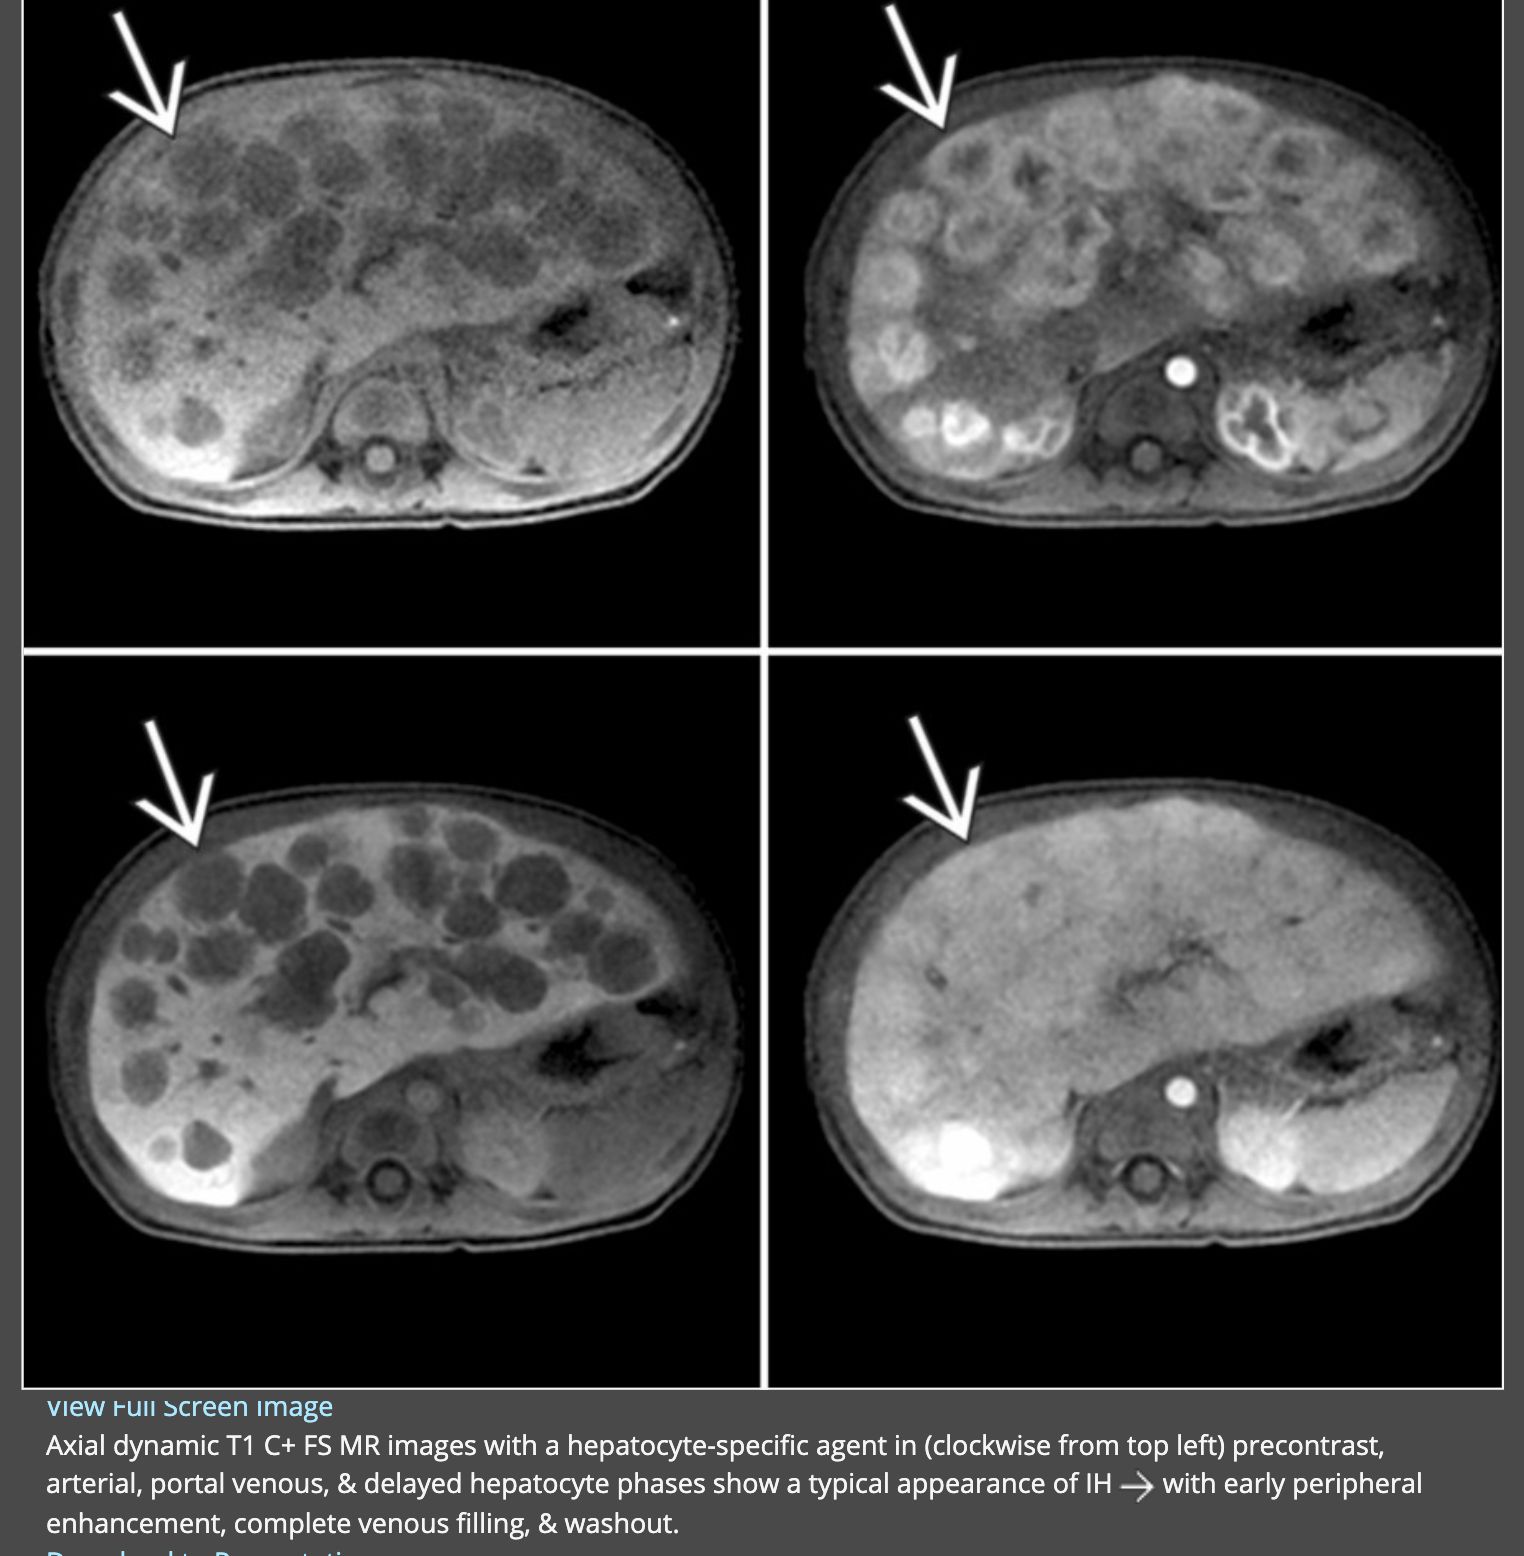 View Full Screen Image
Axial dynamic T1 C+ FS MR images with a hepatocyte-specific agent in (clockwise from top left) precontrast,
arterial, portal venous, & delayed hepatocyte phases show a typical appearance of IH → with early peripheral
enhancement, complete venous filling, & washout.